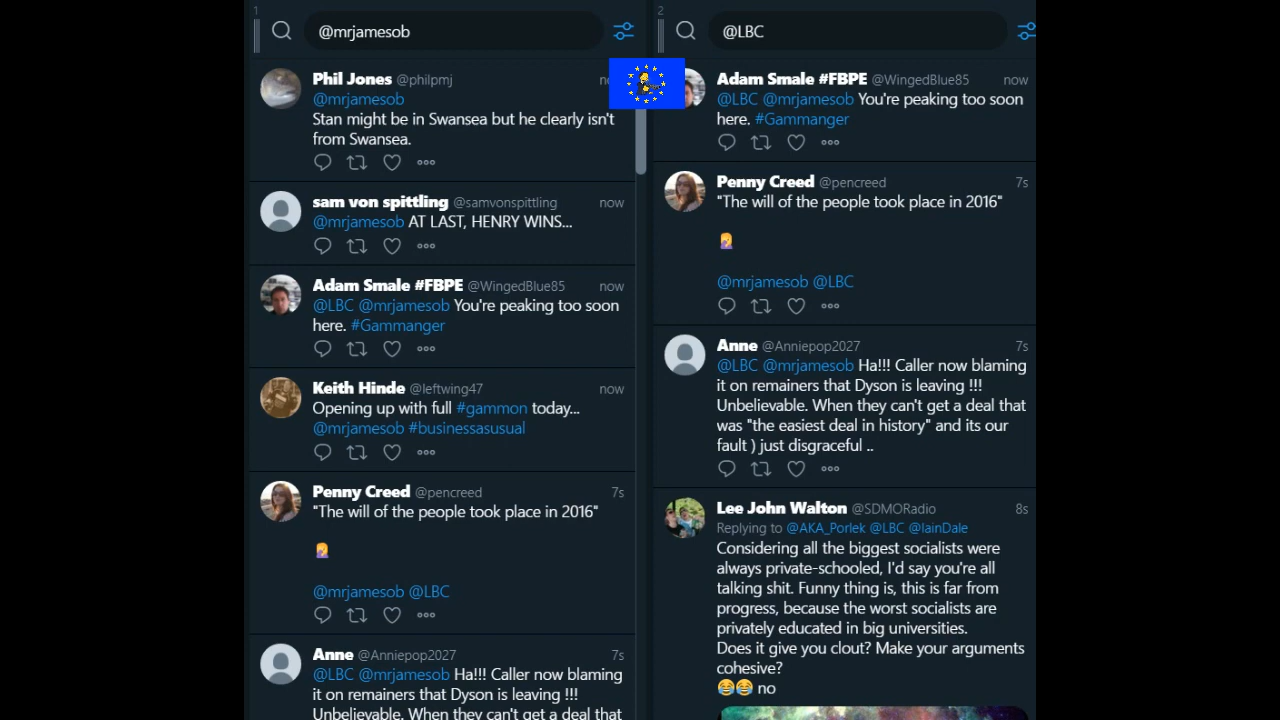 1
@mrjamesob
Phil Jones @philpmj
@mrjamesob
Stan might be in Swansea but he clearly isn't
from Swansea.
sam von spittling @samvonspittling now
@mrjamesob AT LAST, HENRY WINS...
Adam Smale #FBPE @WingedBlue85 now
@LBC @mrjamesob You're peaking too soon
here. #Gammanger
Keith Hinde @leftwing47 now
Opening up with full #gammon today...
@mrjamesob #businessasusual
Penny Creed @pencreed 7s
"The will of the people took place in 2016"
🤦‍♀️
@mrjamesob @LBC
Anne @Anniepop2027 7s
@LBC @mrjamesob Ha!!! Caller now blaming
it on remainers that Dyson is leaving !!!
Unbelievable. When they can't get a deal that
2
@LBC
Adam Smale #FBPE @WingedBlue85 now
@LBC @mrjamesob You're peaking too soon
here. #Gammanger
Penny Creed @pencreed 7s
"The will of the people took place in 2016"
🤦‍♀️
@mrjamesob @LBC
Anne @Anniepop2027 7s
@LBC @mrjamesob Ha!!! Caller now blaming
it on remainers that Dyson is leaving !!!
Unbelievable. When they can't get a deal that
was "the easiest deal in history" and its our
fault ) just disgraceful ..
Lee John Walton @SDMORadio 8s
Replying to @AKA_Porlek @LBC @IainDale
Considering all the biggest socialists were
always private-schooled, I'd say you're all
talking shit. Funny thing is, this is far from
progress, because the worst socialists are
privately educated in big universities.
Does it give you clout? Make your arguments
cohesive?
😂😂 no